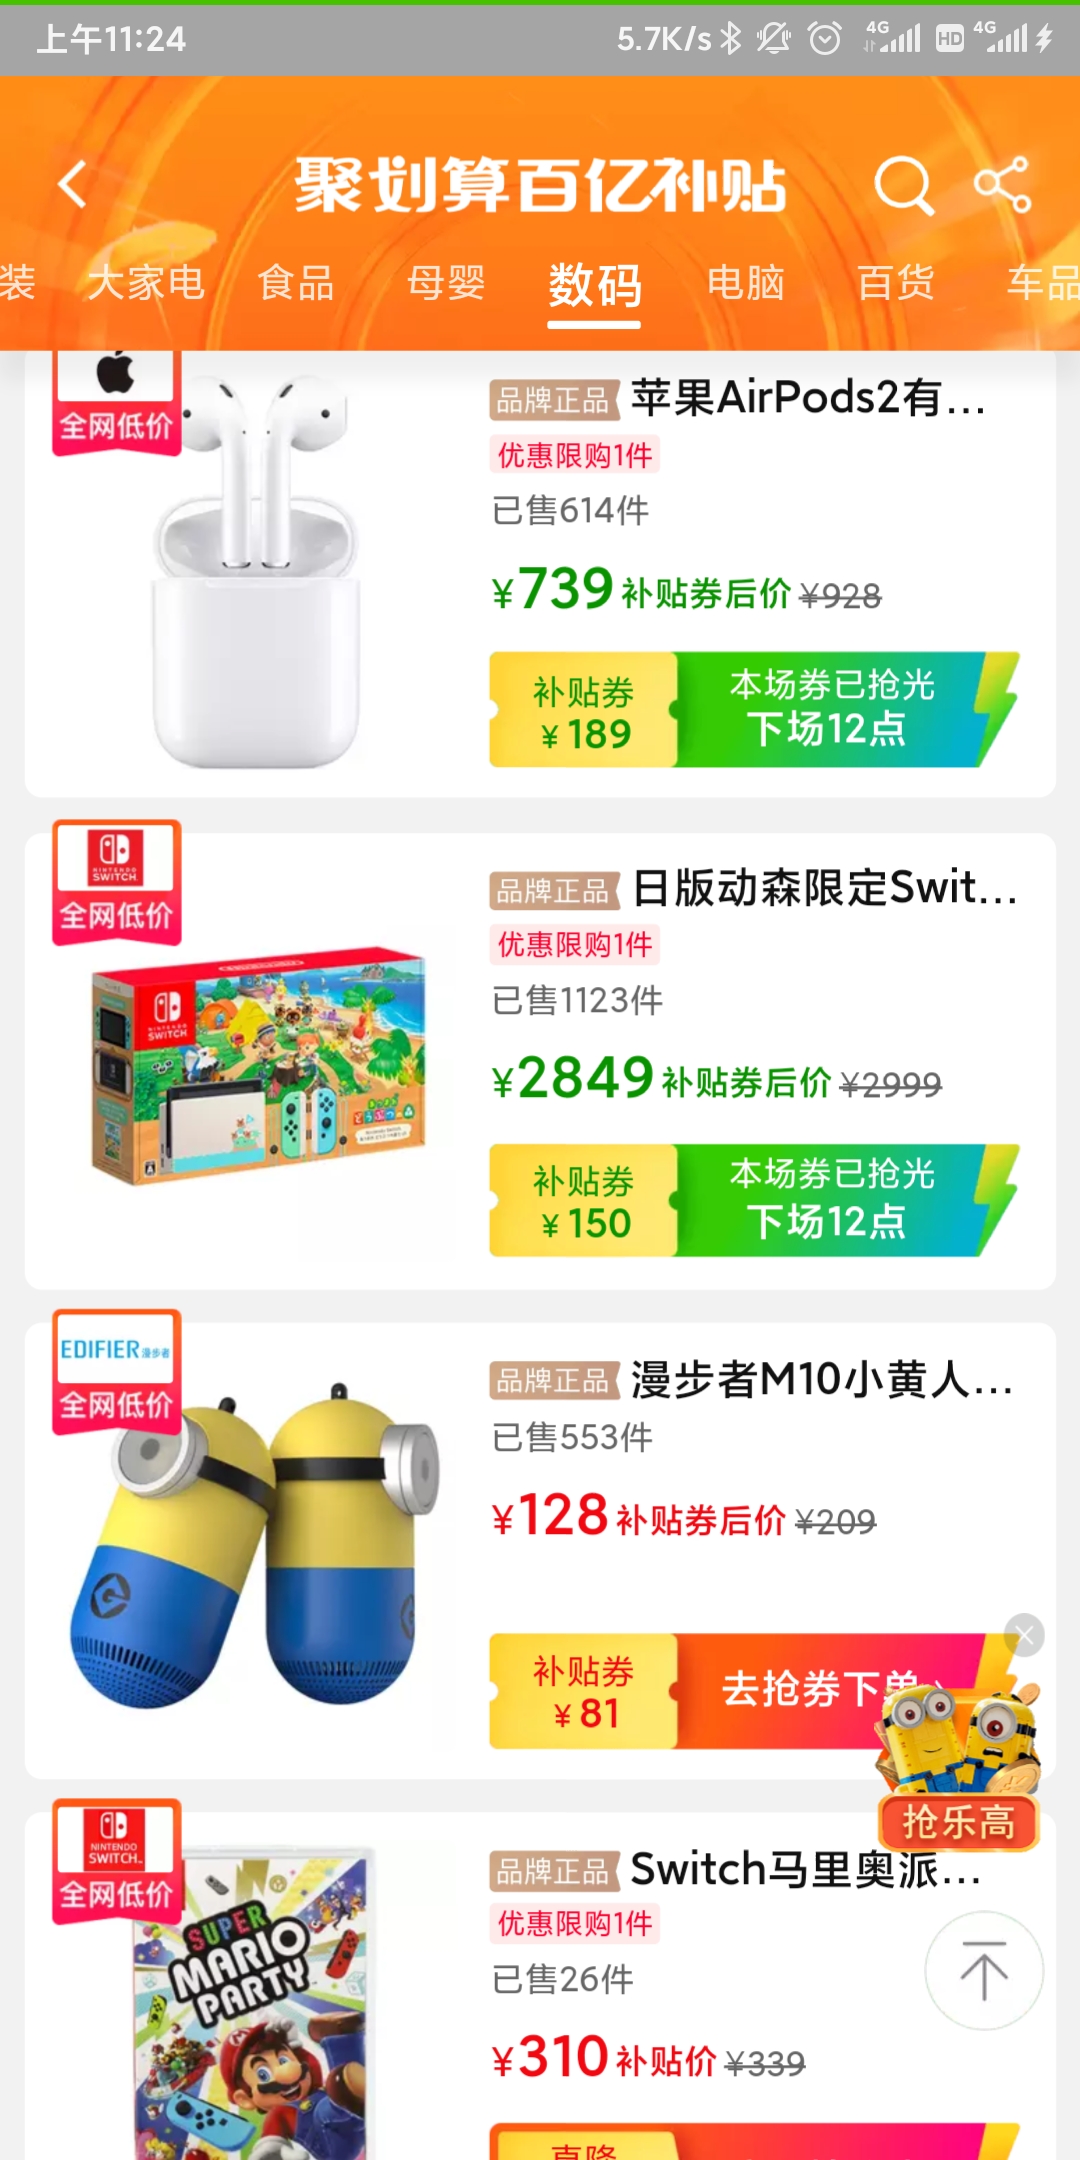 上午11:24
5.7K/s
4G
HD
4G
聚划算百亿补贴
装 大家电 食品 母婴 数码 电脑 百货 车品
全网低价
品牌正品 苹果AirPods2有...
优惠限购1件
已售614件
¥739 补贴券后价 ¥928
补贴券
¥189
本场券已抢光
下场12点
NINTENDO
SWITCH
全网低价
品牌正品 日版动森限定Swit...
优惠限购1件
已售1123件
NINTENDO
SWITCH
¥2849 补贴券后价 ¥2999
补贴券
¥150
本场券已抢光
下场12点
EDIFIER 漫步者
全网低价
品牌正品 漫步者M10小黄人...
已售553件
¥128 补贴券后价 ¥209
补贴券
¥81
去抢券下单
抢乐高
NINTENDO
SWITCH
全网低价
品牌正品 Switch马里奥派...
优惠限购1件
已售26件
SUPER
MARIO
PARTY
¥310 补贴价 ¥339
直降